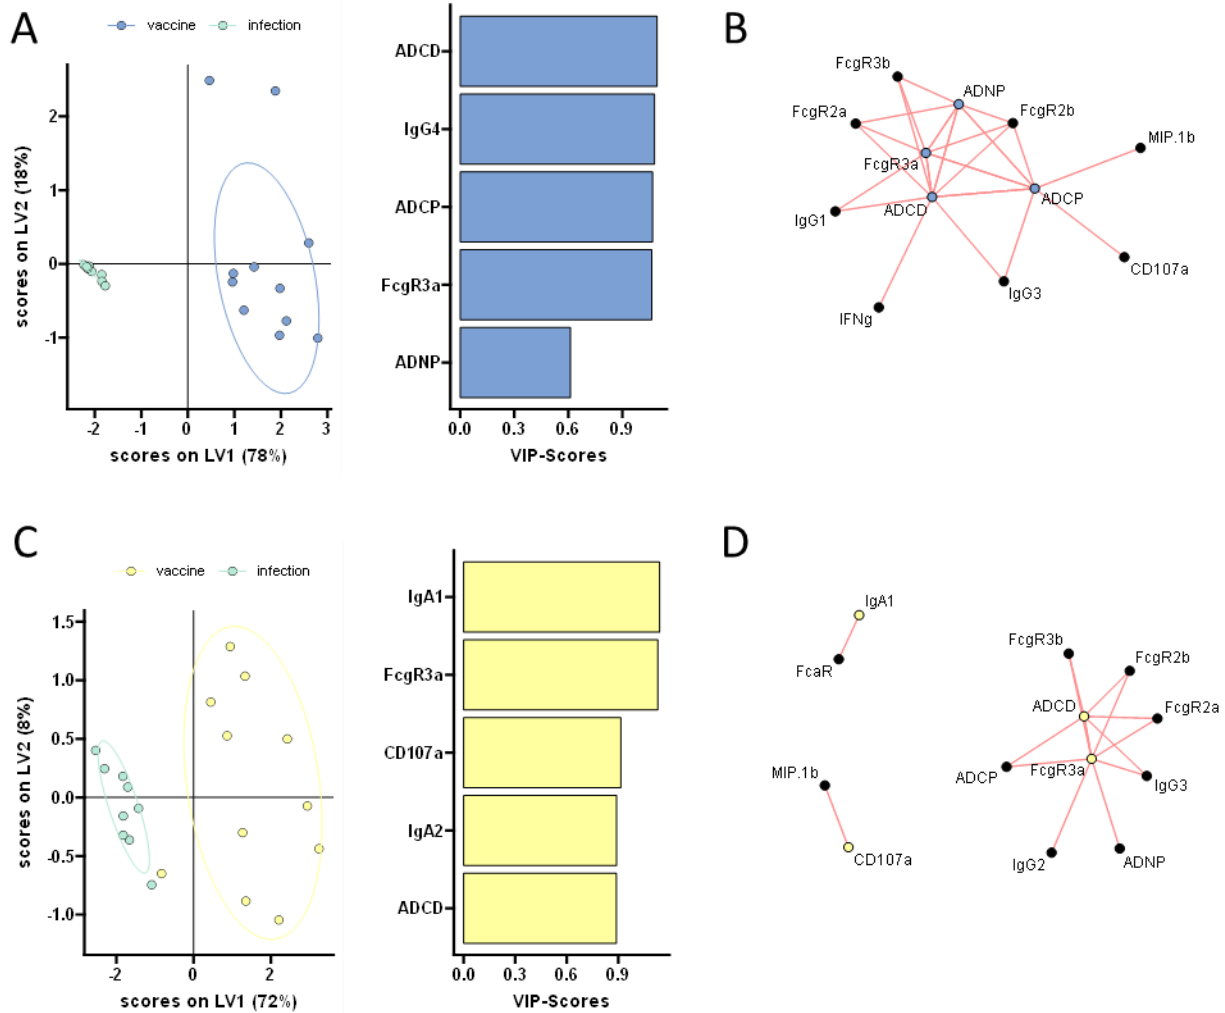 A
vaccine infection
scores on LV2 (18%)
2
1
0
-1
-2 -1 0 1 2 3
scores on LV1 (78%)
ADCD
IgG4
ADCP
FcgR3a
ADNP
0.0 0.3 0.6 0.9
VIP-Scores
B
FcgR3b
ADNP
FcgR2a
FcgR2b
MIP.1b
FcgR3a
ADCP
IgG1
ADCD
CD107a
IgG3
IFNg
C
vaccine infection
scores on LV2 (8%)
1.5
1.0
0.5
0.0
-0.5
-1.0
-2 0 2
scores on LV1 (72%)
IgA1
FcgR3a
CD107a
IgA2
ADCD
0.0 0.3 0.6 0.9
VIP-Scores
D
IgA1
FcaR
MIP.1b
CD107a
FcgR3b
FcgR2b
ADCD
FcgR2a
FcgR3a
ADCP
IgG3
IgG2
ADNP